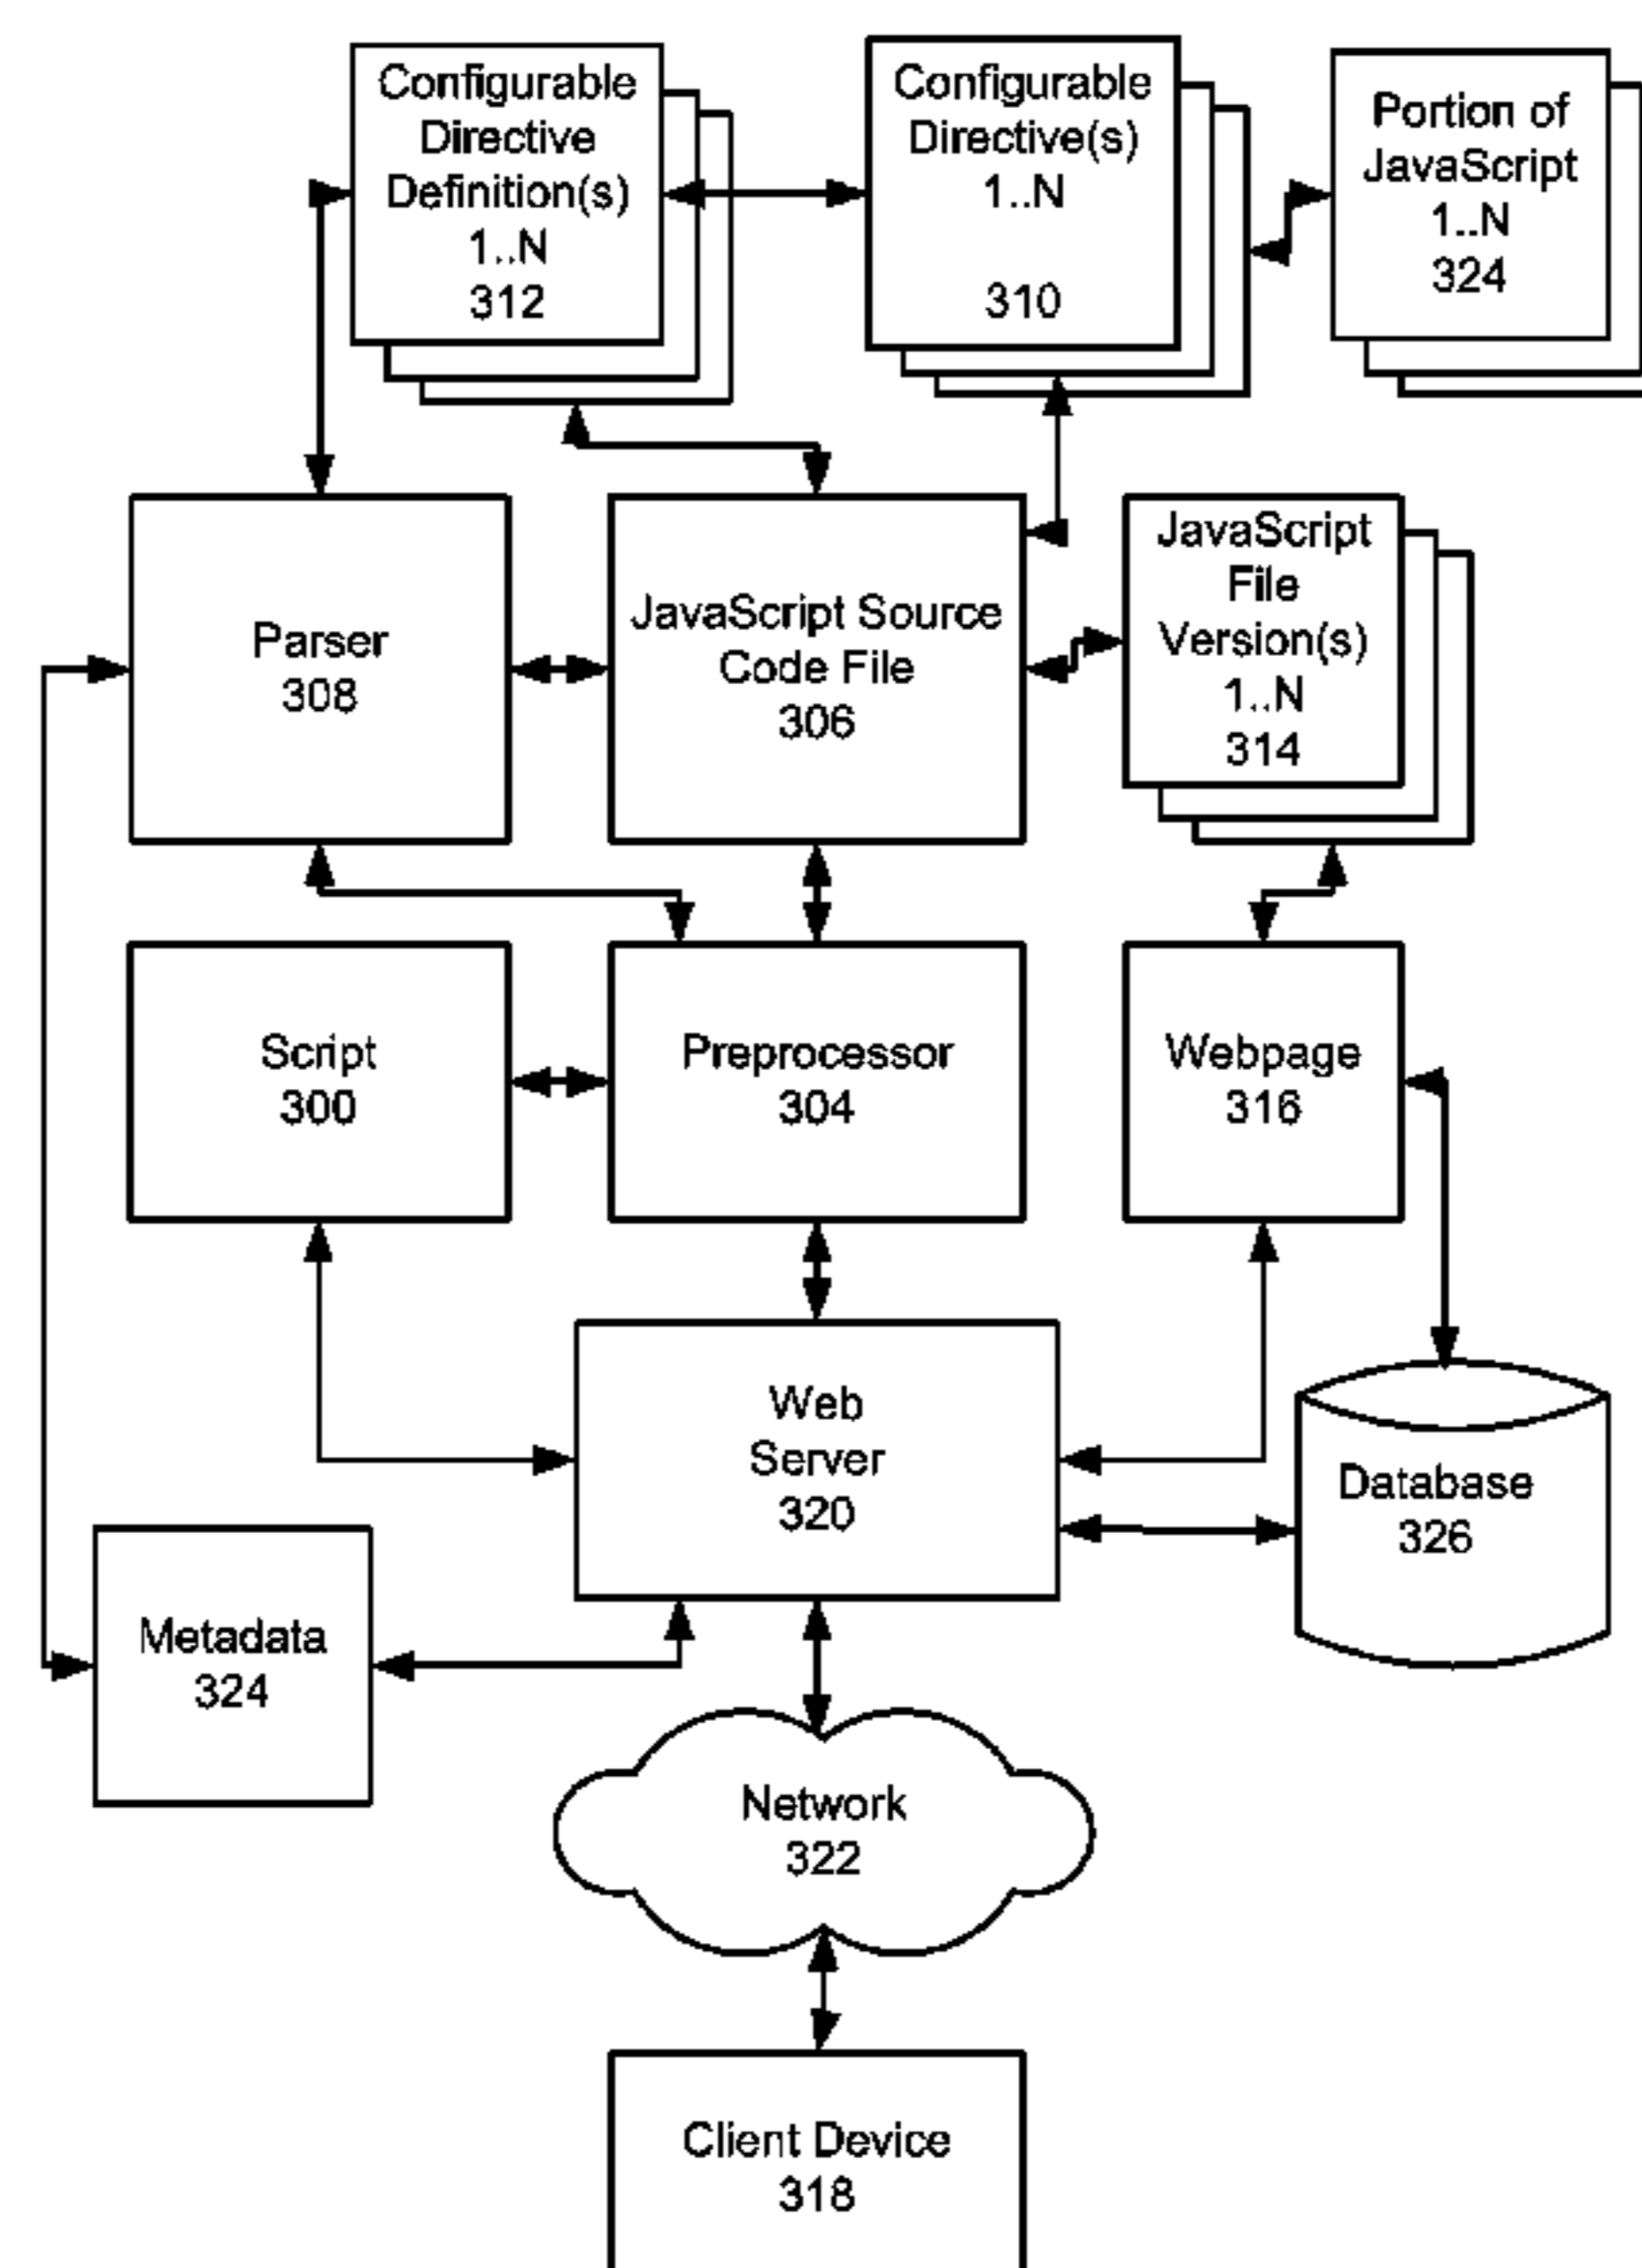 Configurable
Directive
Definition(s)
1..N
312
Configurable
Directive(s)
1..N
310
Portion of
JavaScript
1..N
324
Parser
308
JavaScript Source
Code File
306
JavaScript
File
Version(s)
1..N
314
Script
300
Preprocessor
304
Webpage
316
Web
Server
320
Database
326
Metadata
324
Network
322
Client Device
318